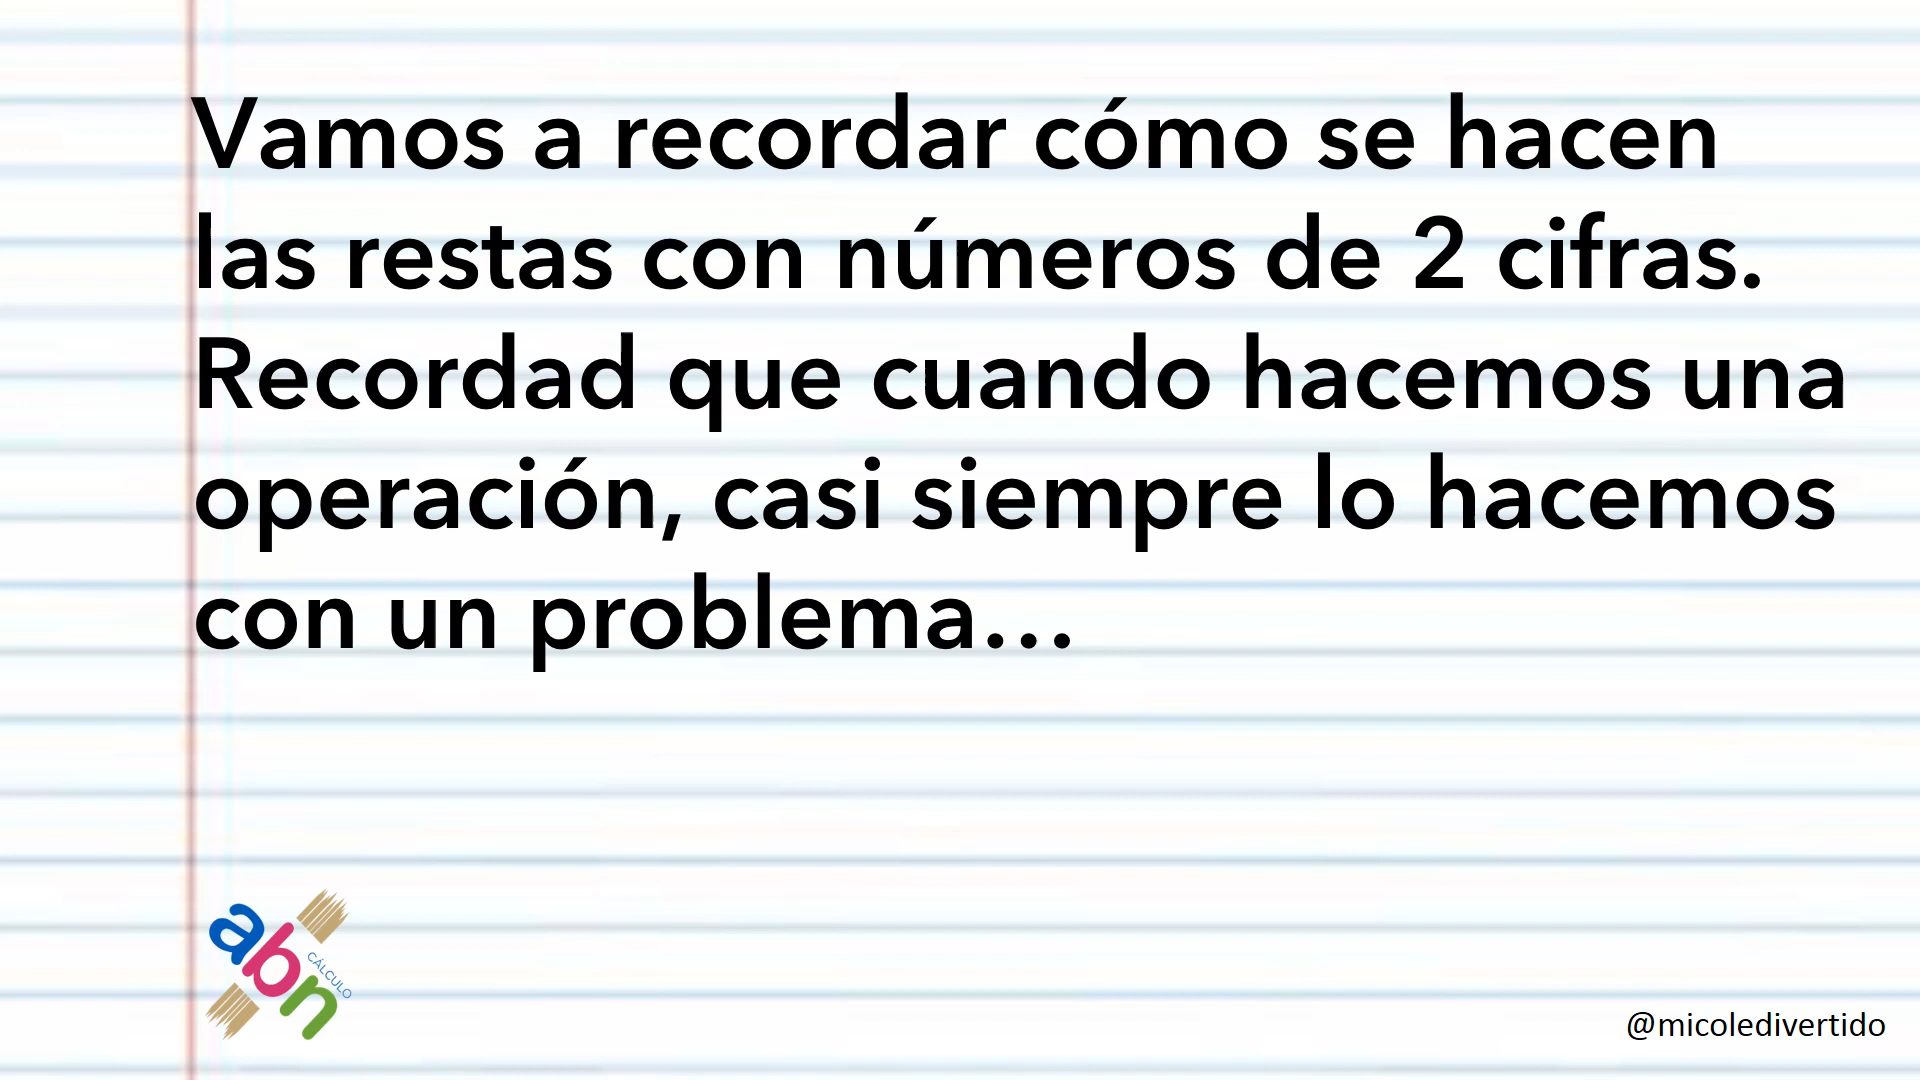 Vamos a recordar cómo se hacen
las restas con números de 2 cifras.
Recordad que cuando hacemos una
operación, casi siempre lo hacemos
con un problema...
abn
CÁLCULO
@micoledivertido